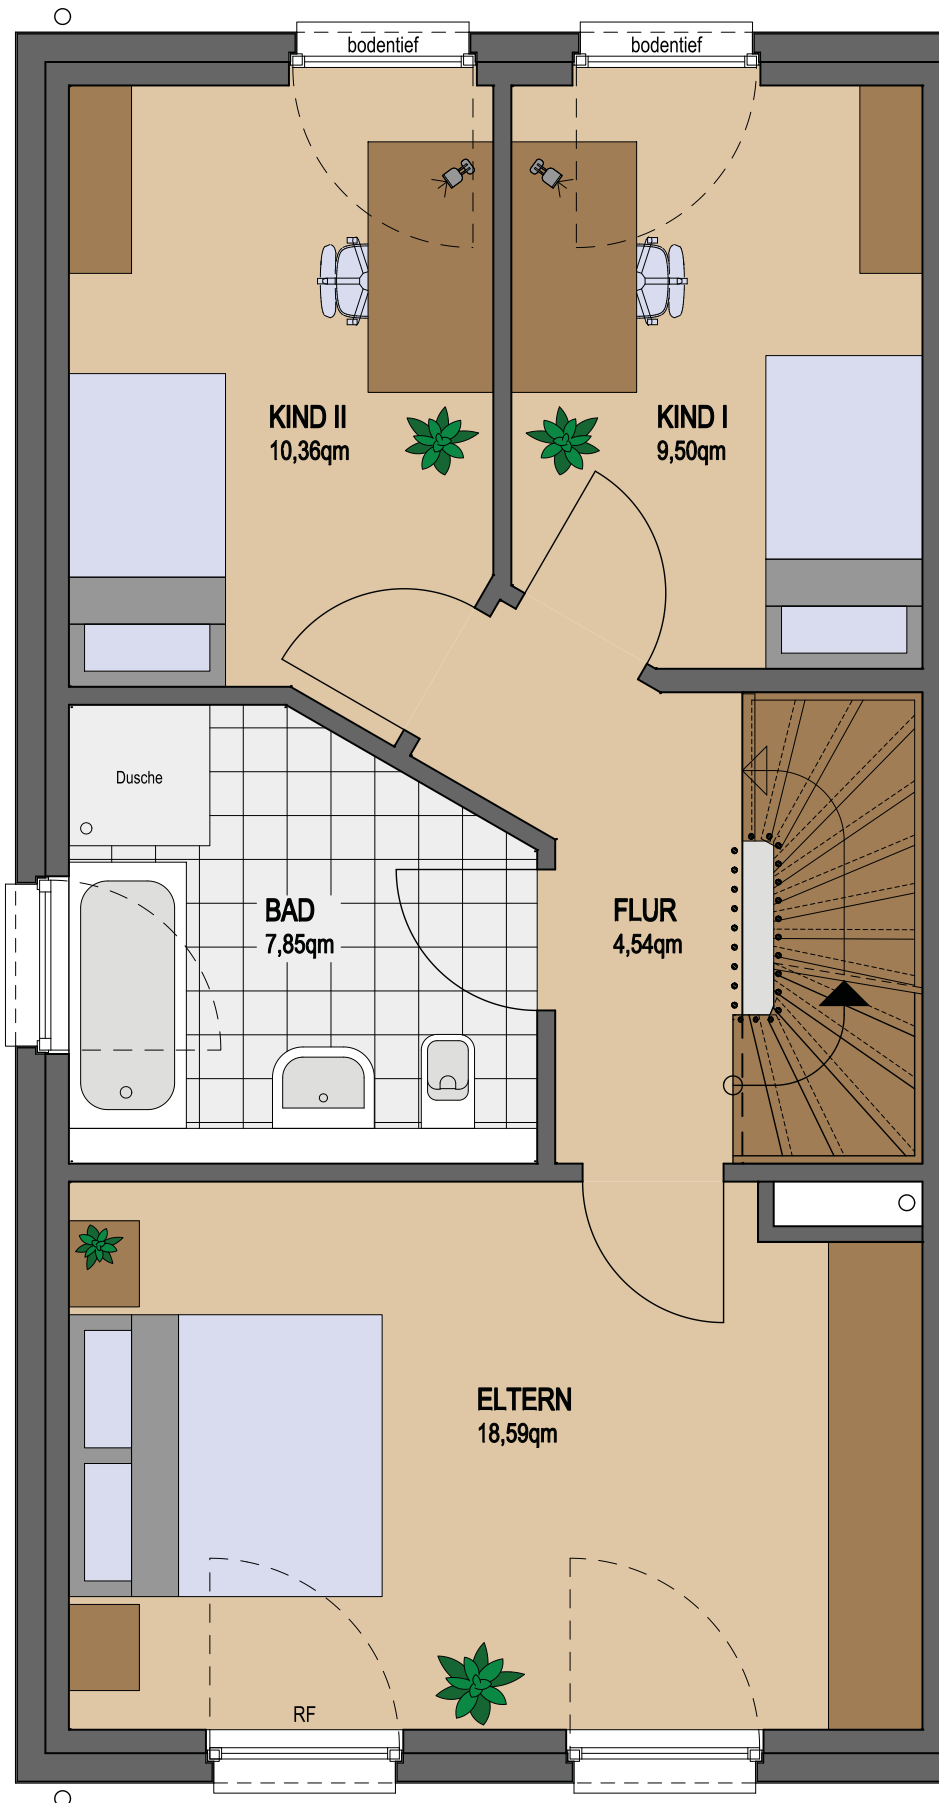 bodentief
bodentief
KIND II
10,36qm
KIND I
9,50qm
Dusche
BAD
7,85qm
FLUR
4,54qm
ELTERN
18,59qm
RF